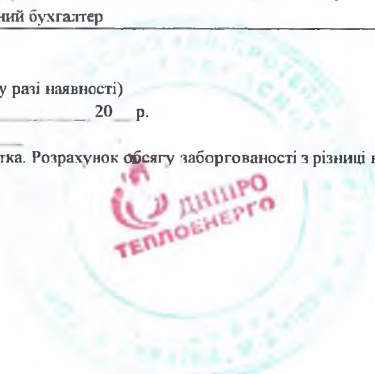 ний бухгалтер
у разі наявності)
20 р.
тка. Розрахунок обсягу заборгованості з різниці
ДНІПРО
ТЕПЛОЕНЕРГО